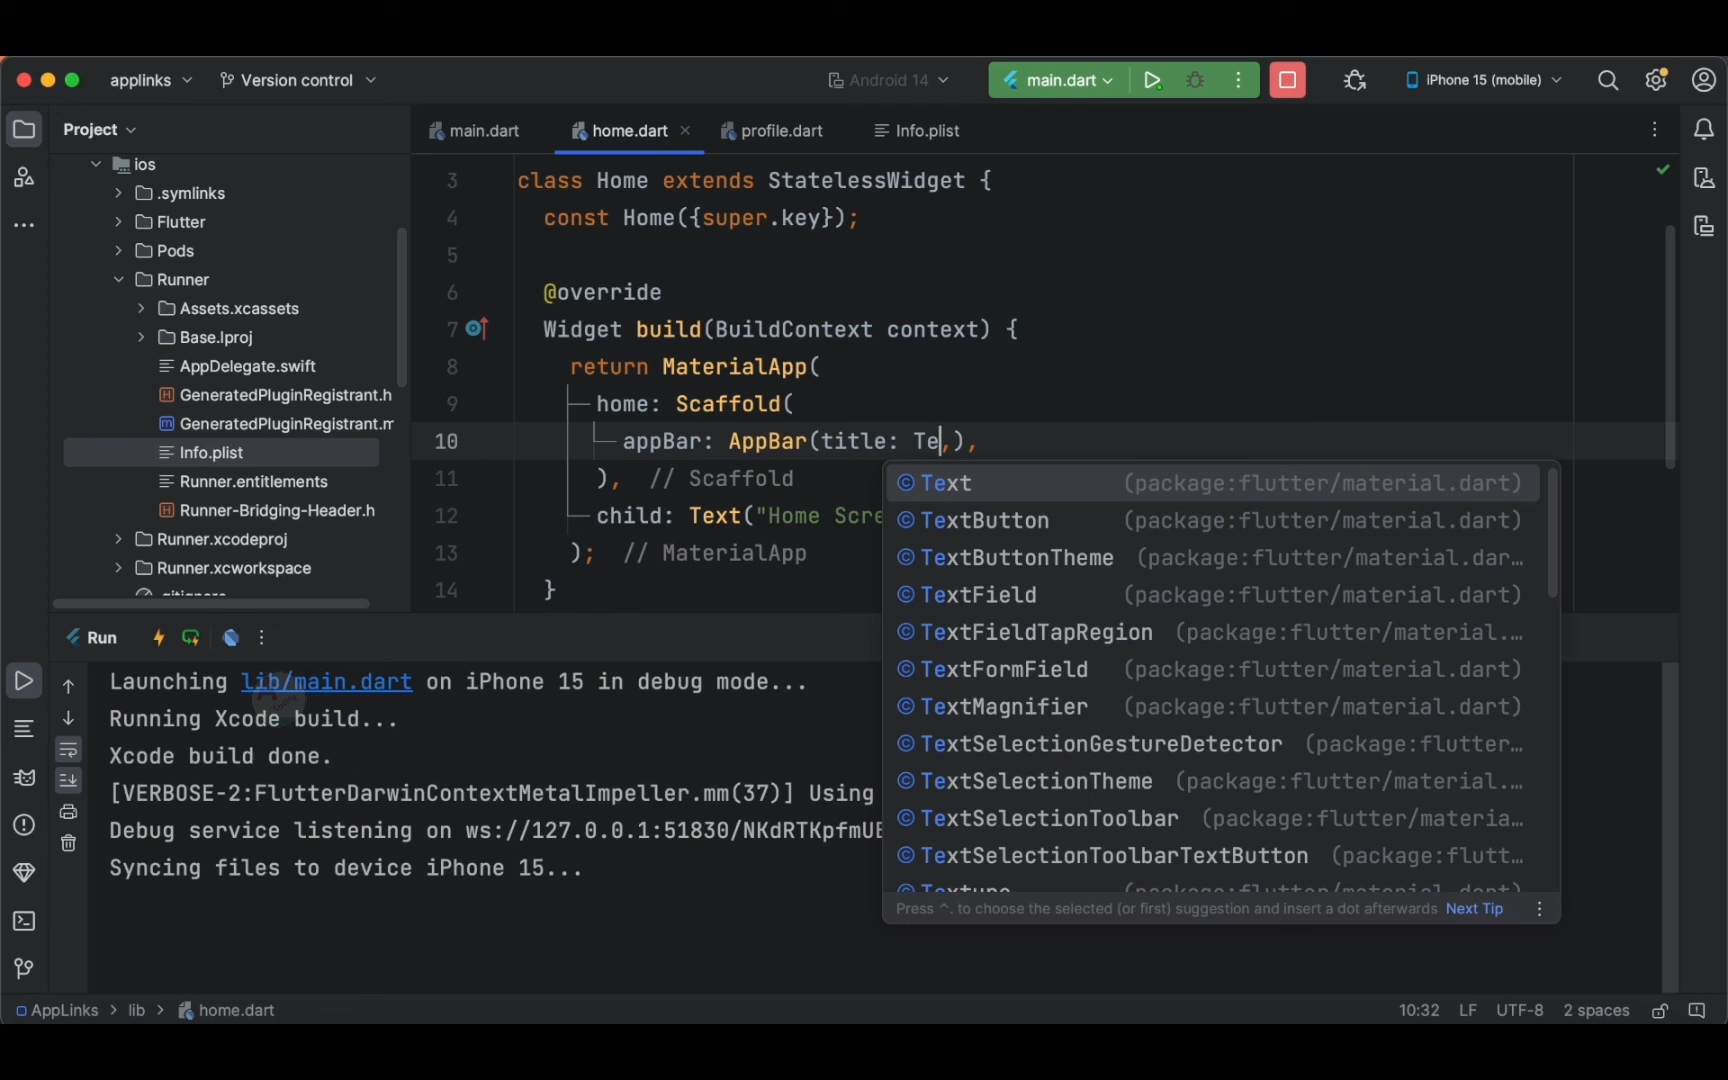 applinks
Version control
Android 14
main.dart
iPhone 15 (mobile)
Project
main.dart
home.dart
profile.dart
Info.plist
ios
.symlinks
Flutter
Pods
Runner
Assets.xcassets
Base.lproj
AppDelegate.swift
GeneratedPluginRegistrant.h
GeneratedPluginRegistrant.m
Info.plist
Runner.entitlements
Runner-Bridging-Header.h
Runner.xcodeproj
Runner.xcworkspace
3 class Home extends StatelessWidget {
4 const Home({super.key});
5
6 @override
7 Widget build(BuildContext context) {
8 return MaterialApp(
9 home: Scaffold(
10 appBar: AppBar(title: Te,),
11 ), // Scaffold
12 child: Text("Home Scre
13 ); // MaterialApp
14 }
Text (package:flutter/material.dart)
TextButton (package:flutter/material.dart)
TextButtonTheme (package:flutter/material.dar...
TextField (package:flutter/material.dart)
TextFieldTapRegion (package:flutter/material....
TextFormField (package:flutter/material.dart)
TextMagnifier (package:flutter/material.dart)
TextSelectionGestureDetector (package:flutter...
TextSelectionTheme (package:flutter/material....
TextSelectionToolbar (package:flutter/materia...
TextSelectionToolbarTextButton (package:flutt...
Texture (package:flutter/material.dart)
Press ^. to choose the selected (or first) suggestion and insert a dot afterwards Next Tip
Run
Launching lib/main.dart on iPhone 15 in debug mode...
Running Xcode build...
Xcode build done.
[VERBOSE-2:FlutterDarwinContextMetalImpeller.mm(37)] Using
Debug service listening on ws://127.0.0.1:51830/NKdRTKpfmUE
Syncing files to device iPhone 15...
AppLinks > lib > home.dart
10:32 LF UTF-8 2 spaces